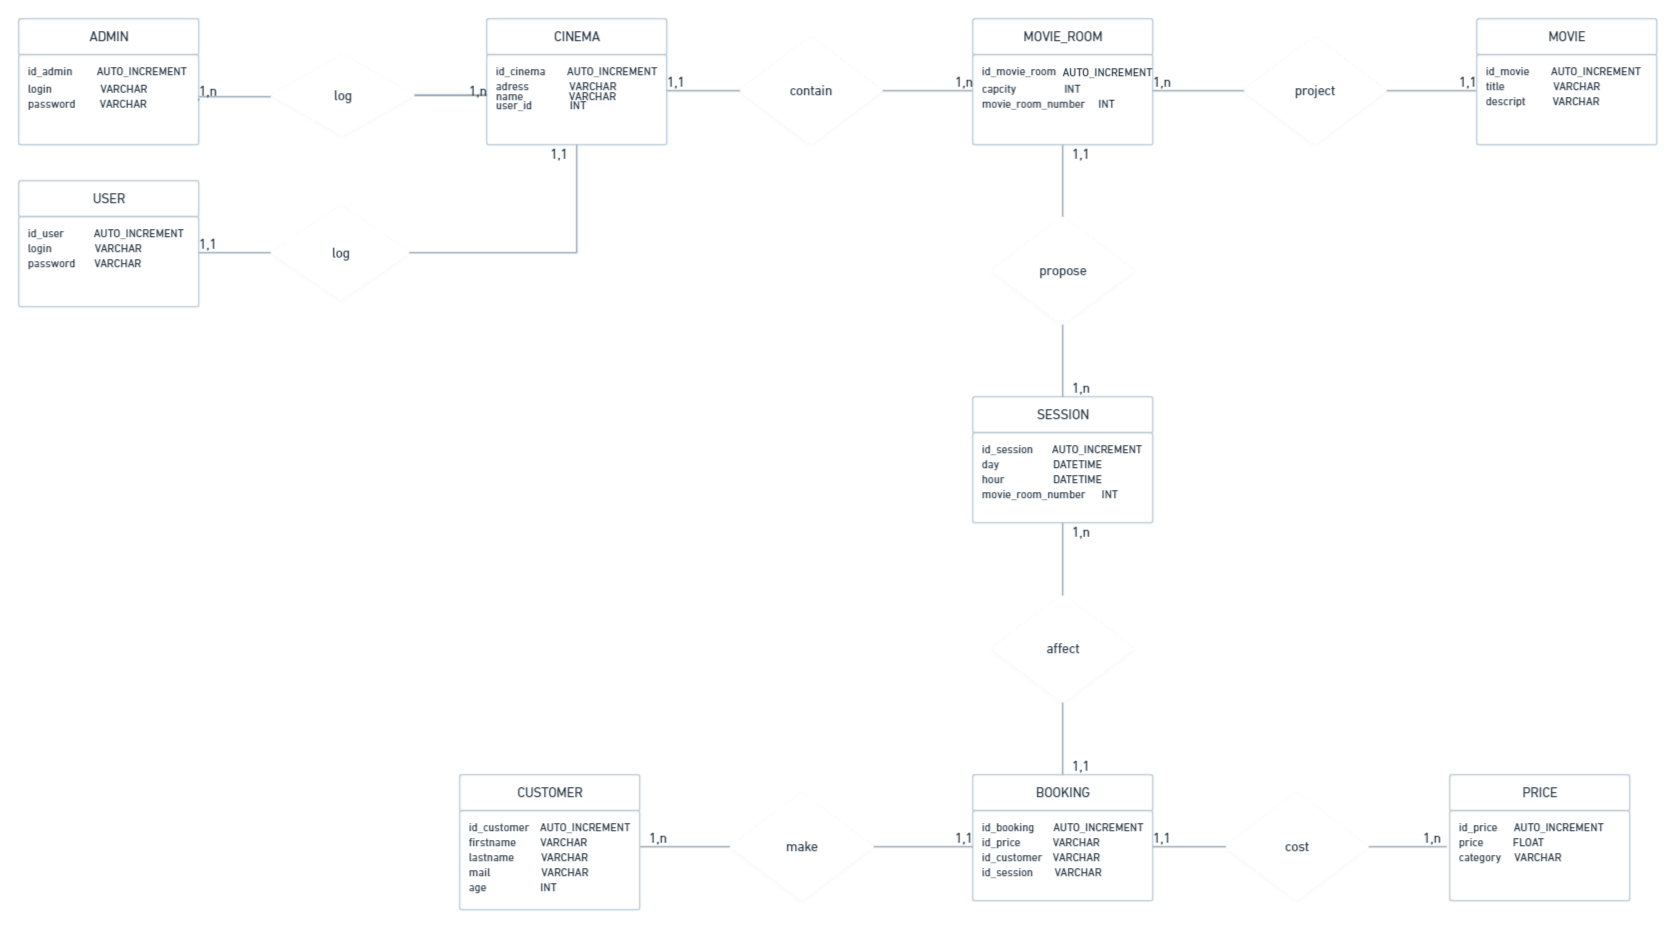 ADMIN
id_admin AUTO_INCREMENT
login VARCHAR
password VARCHAR
1,n
log
1,n
CINEMA
id_cinema AUTO_INCREMENT
adress VARCHAR
name VARCHAR
user_id INT
1,1
contain
1,n
MOVIE_ROOM
id_movie_room AUTO_INCREMENT
capcity INT
movie_room_number INT
1,n
project
1,1
MOVIE
id_movie AUTO_INCREMENT
title VARCHAR
descript VARCHAR
1,1
1,1
USER
id_user AUTO_INCREMENT
login VARCHAR
password VARCHAR
1,1
log
propose
1,n
SESSION
id_session AUTO_INCREMENT
day DATETIME
hour DATETIME
movie_room_number INT
1,n
affect
1,1
CUSTOMER
id_customer AUTO_INCREMENT
firstname VARCHAR
lastname VARCHAR
mail VARCHAR
age INT
1,n
make
1,1
BOOKING
id_booking AUTO_INCREMENT
id_price VARCHAR
id_customer VARCHAR
id_session VARCHAR
1,1
cost
1,n
PRICE
id_price AUTO_INCREMENT
price FLOAT
category VARCHAR